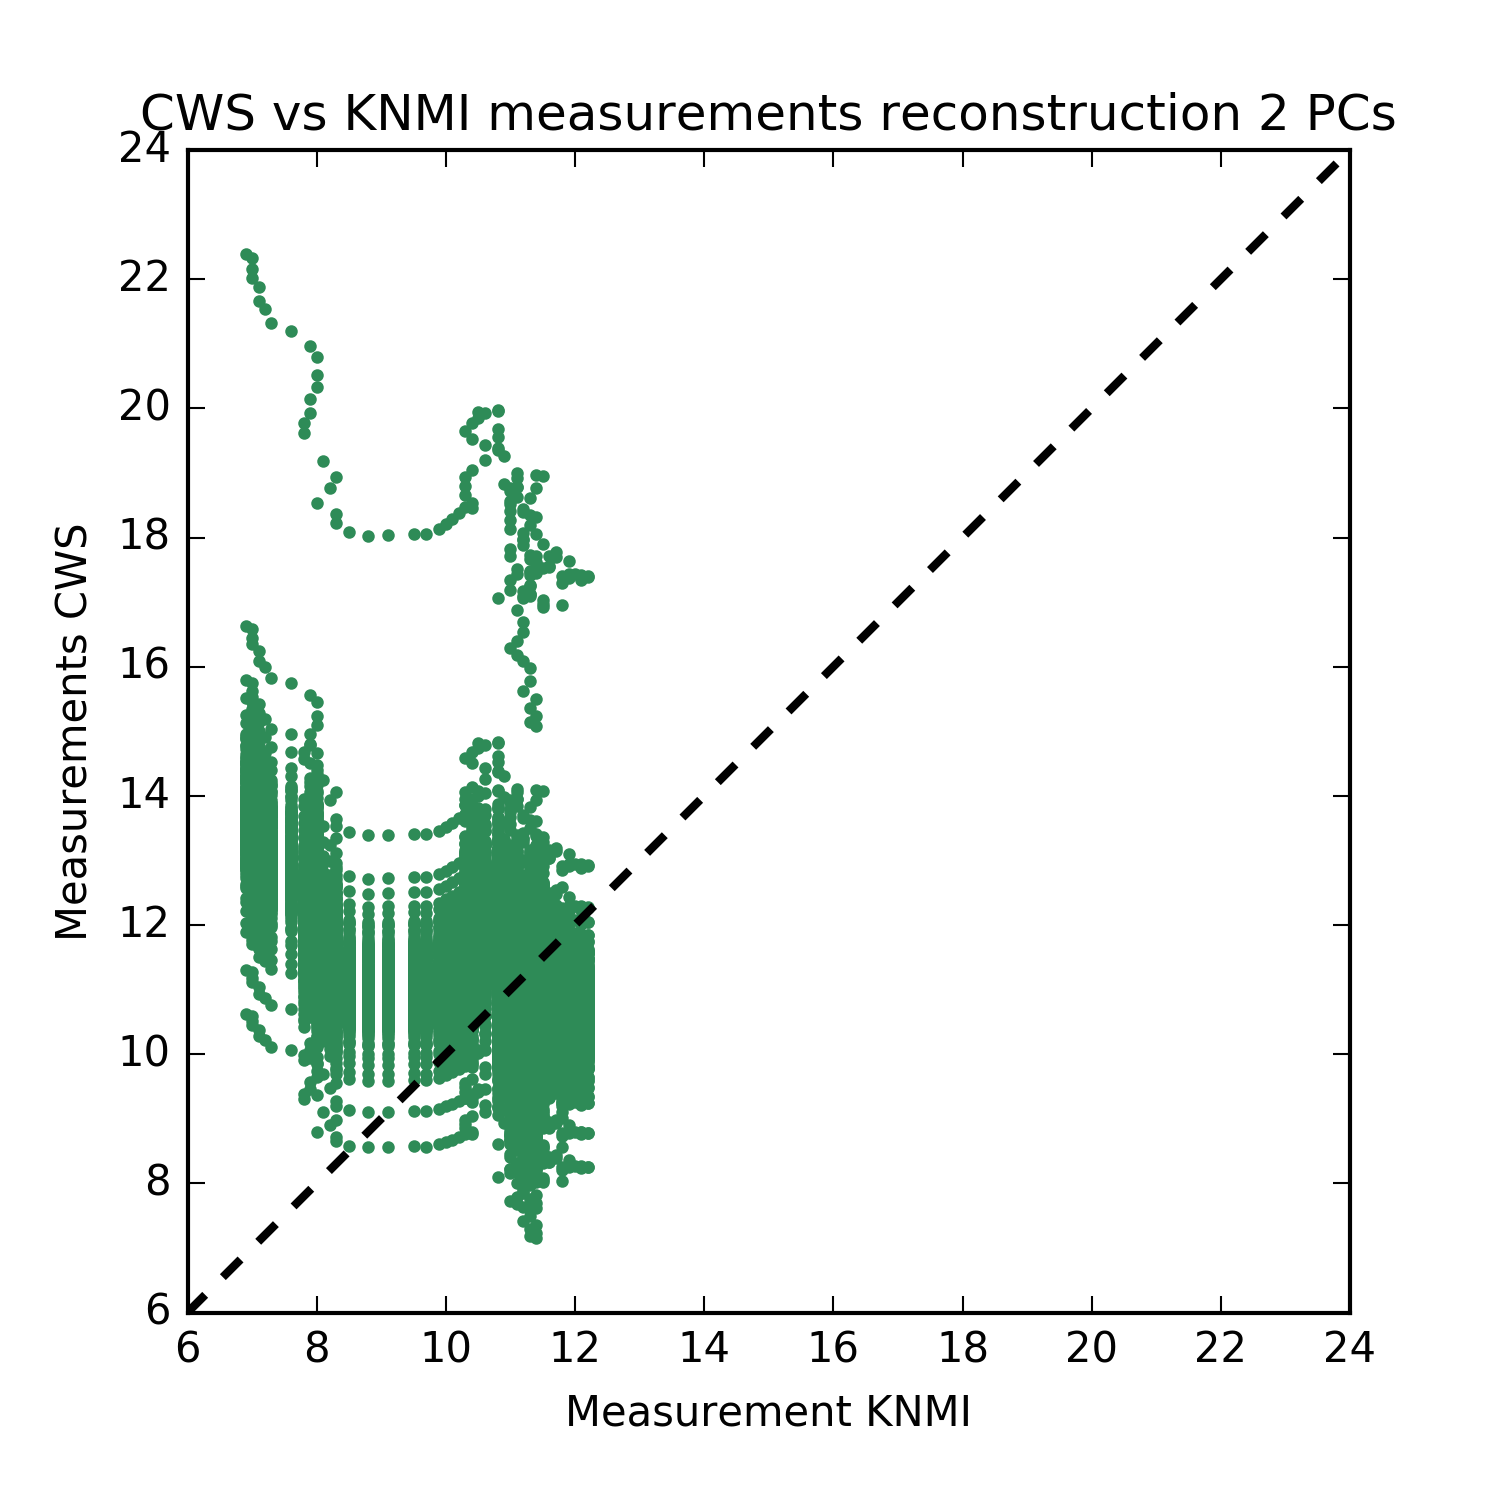 CWS vs KNMI measurements reconstruction 2 PCs
24
22
20
18
16
14
12
10
8
6
Measurements CWS
6 8 10 12 14 16 18 20 22 24
Measurement KNMI